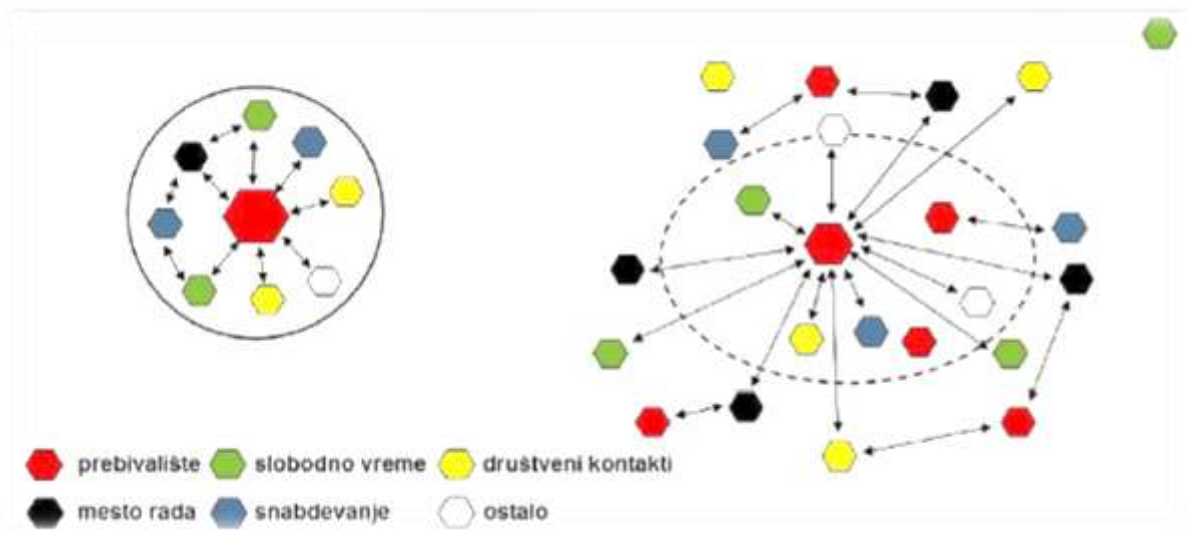 prebivalište slobodno vreme društveni kontakti
mesto rada snabdevanje ostalo